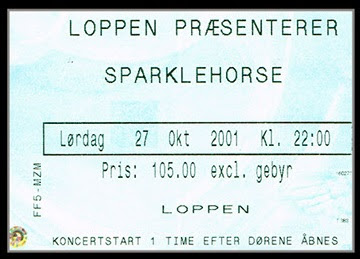 LOPPEN PRÆSENTERER
SPARKLEHORSE
Lørdag 27 Okt 2001 Kl. 22:00
Pris: 105.00 excl. gebyr
LOPPEN
KONCERTSTART 1 TIME EFTER DØRENE ÅBNES
FF5-MZM